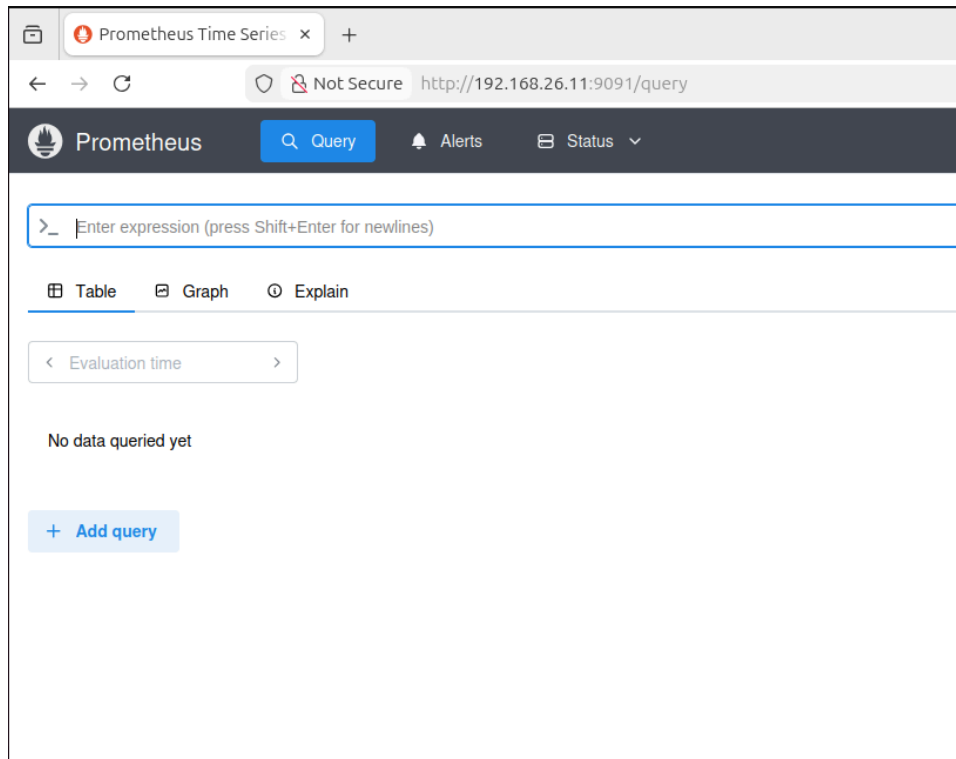 Prometheus Time Series
Not Secure http://192.168.26.11:9091/query
Prometheus Query Alerts Status
Enter expression (press Shift+Enter for newlines)
Table Graph Explain
Evaluation time
No data queried yet
Add query